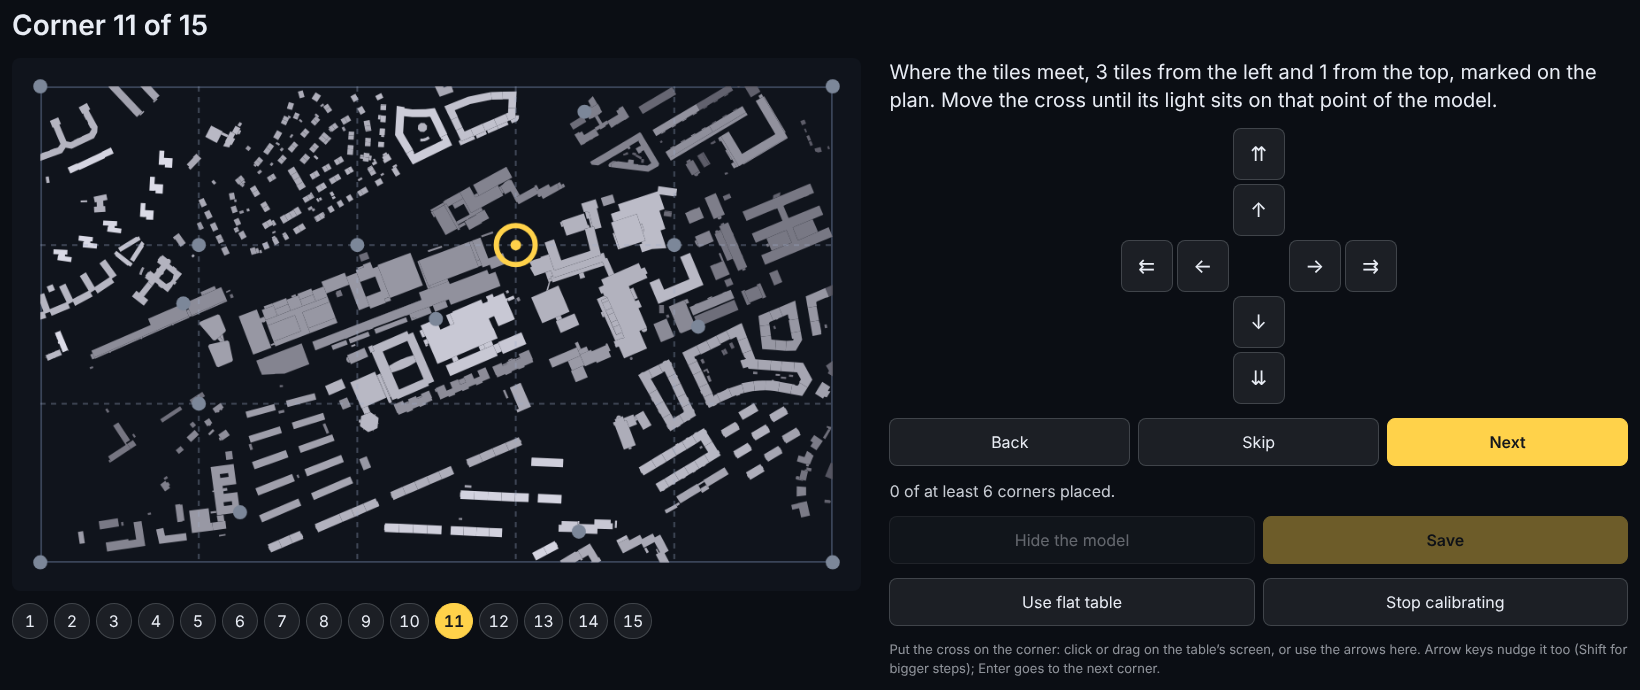 Corner 11 of 15
Where the tiles meet, 3 tiles from the left and 1 from the top, marked on the
plan. Move the cross until its light sits on that point of the model.
⇈
↑
⇇ ← → ⇉
↓
⇊
Back Skip Next
0 of at least 6 corners placed.
Hide the model Save
Use flat table Stop calibrating
Put the cross on the corner: click or drag on the table’s screen, or use the arrows here. Arrow keys nudge it too (Shift for
bigger steps); Enter goes to the next corner.
1 2 3 4 5 6 7 8 9 10 11 12 13 14 15